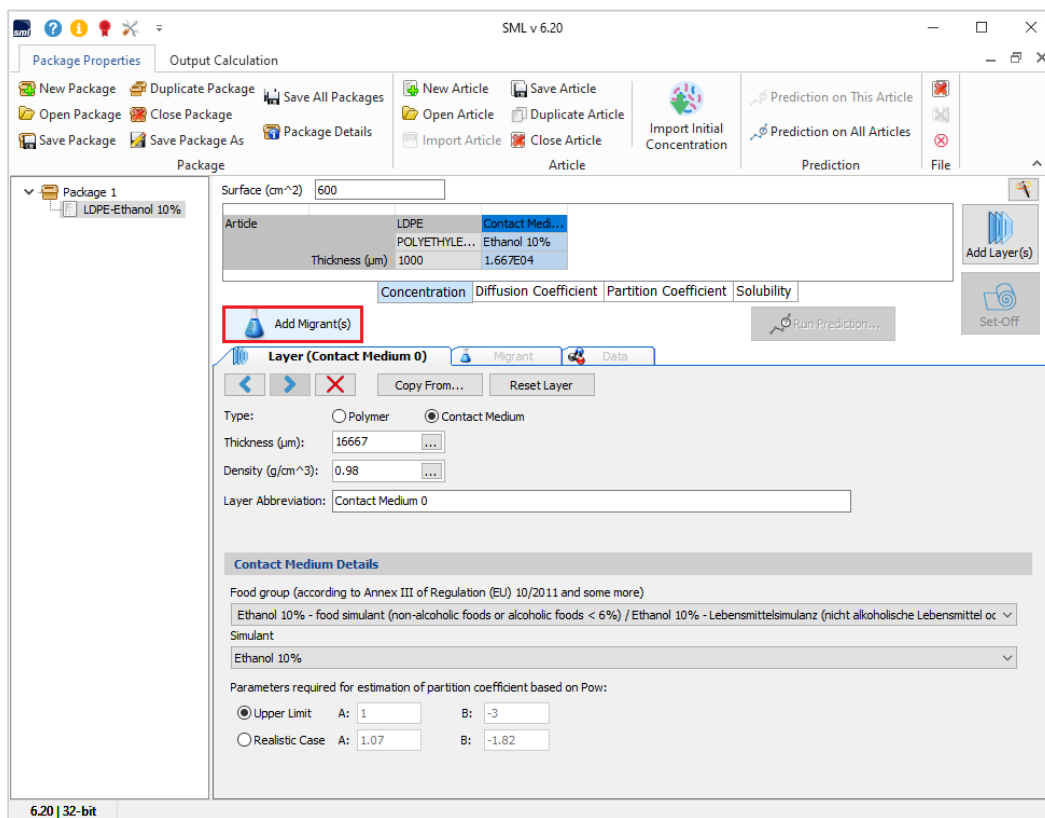 sml
SML v 6.20
Package Properties Output Calculation
New Package Duplicate Package Save All Packages New Article Save Article
Open Package Close Package Open Article Duplicate Article Import Initial Concentration Prediction on This Article
Save Package Save Package As Package Details Import Article Close Article Prediction on All Articles
Package Article Prediction File
Package 1
LDPE-Ethanol 10%
Surface (cm^2) 600
Article LDPE Contact Medi...
POLYETHYLE... Ethanol 10%
Thickness (µm) 1000 1.667E04
Add Layer(s)
Concentration Diffusion Coefficient Partition Coefficient Solubility
Add Migrant(s) Run Prediction... Set-Off
Layer (Contact Medium 0) Migrant Data
Copy From... Reset Layer
Type: Polymer Contact Medium
Thickness (µm): 16667 ...
Density (g/cm^3): 0.98 ...
Layer Abbreviation: Contact Medium 0
Contact Medium Details
Food group (according to Annex III of Regulation (EU) 10/2011 and some more)
Ethanol 10% - food simulant (non-alcoholic foods or alcoholic foods < 6%) / Ethanol 10% - Lebensmittelsimulanz (nicht alkoholische Lebensmittel oc
Simulant
Ethanol 10%
Parameters required for estimation of partition coefficient based on Pow:
Upper Limit A: 1 B: -3
Realistic Case A: 1.07 B: -1.82
6.20 | 32-bit